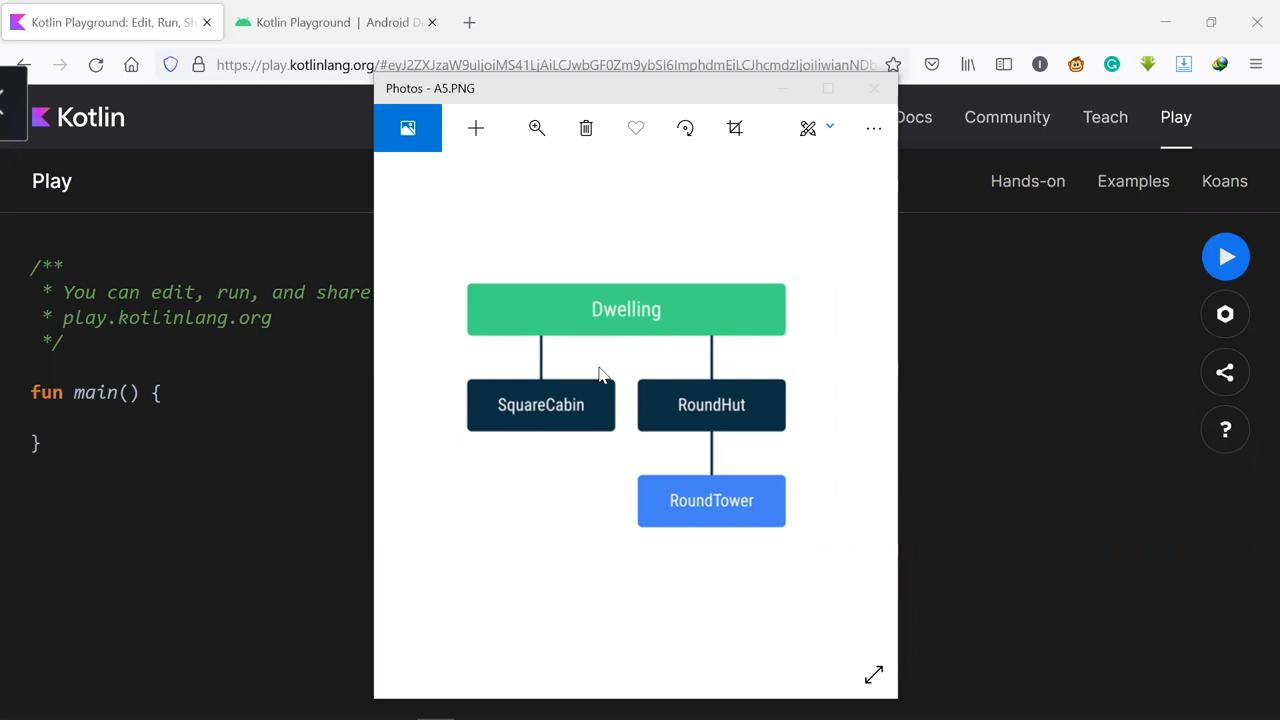 Kotlin Playground: Edit, Run, Sh
Kotlin Playground | Android De
https://play.kotlinlang.org/#eyJ2ZXJzaW9uIjoiMS41LjAiLCJwbGF0Zm9ybSI6ImphdmEiLCJhcmdzIjoiIiwianNDb
Photos - A5.PNG
Kotlin
Docs
Community
Teach
Play
Play
Hands-on
Examples
Koans
/**
* You can edit, run, and share
* play.kotlinlang.org
*/
fun main() {
}
Dwelling
SquareCabin
RoundHut
RoundTower